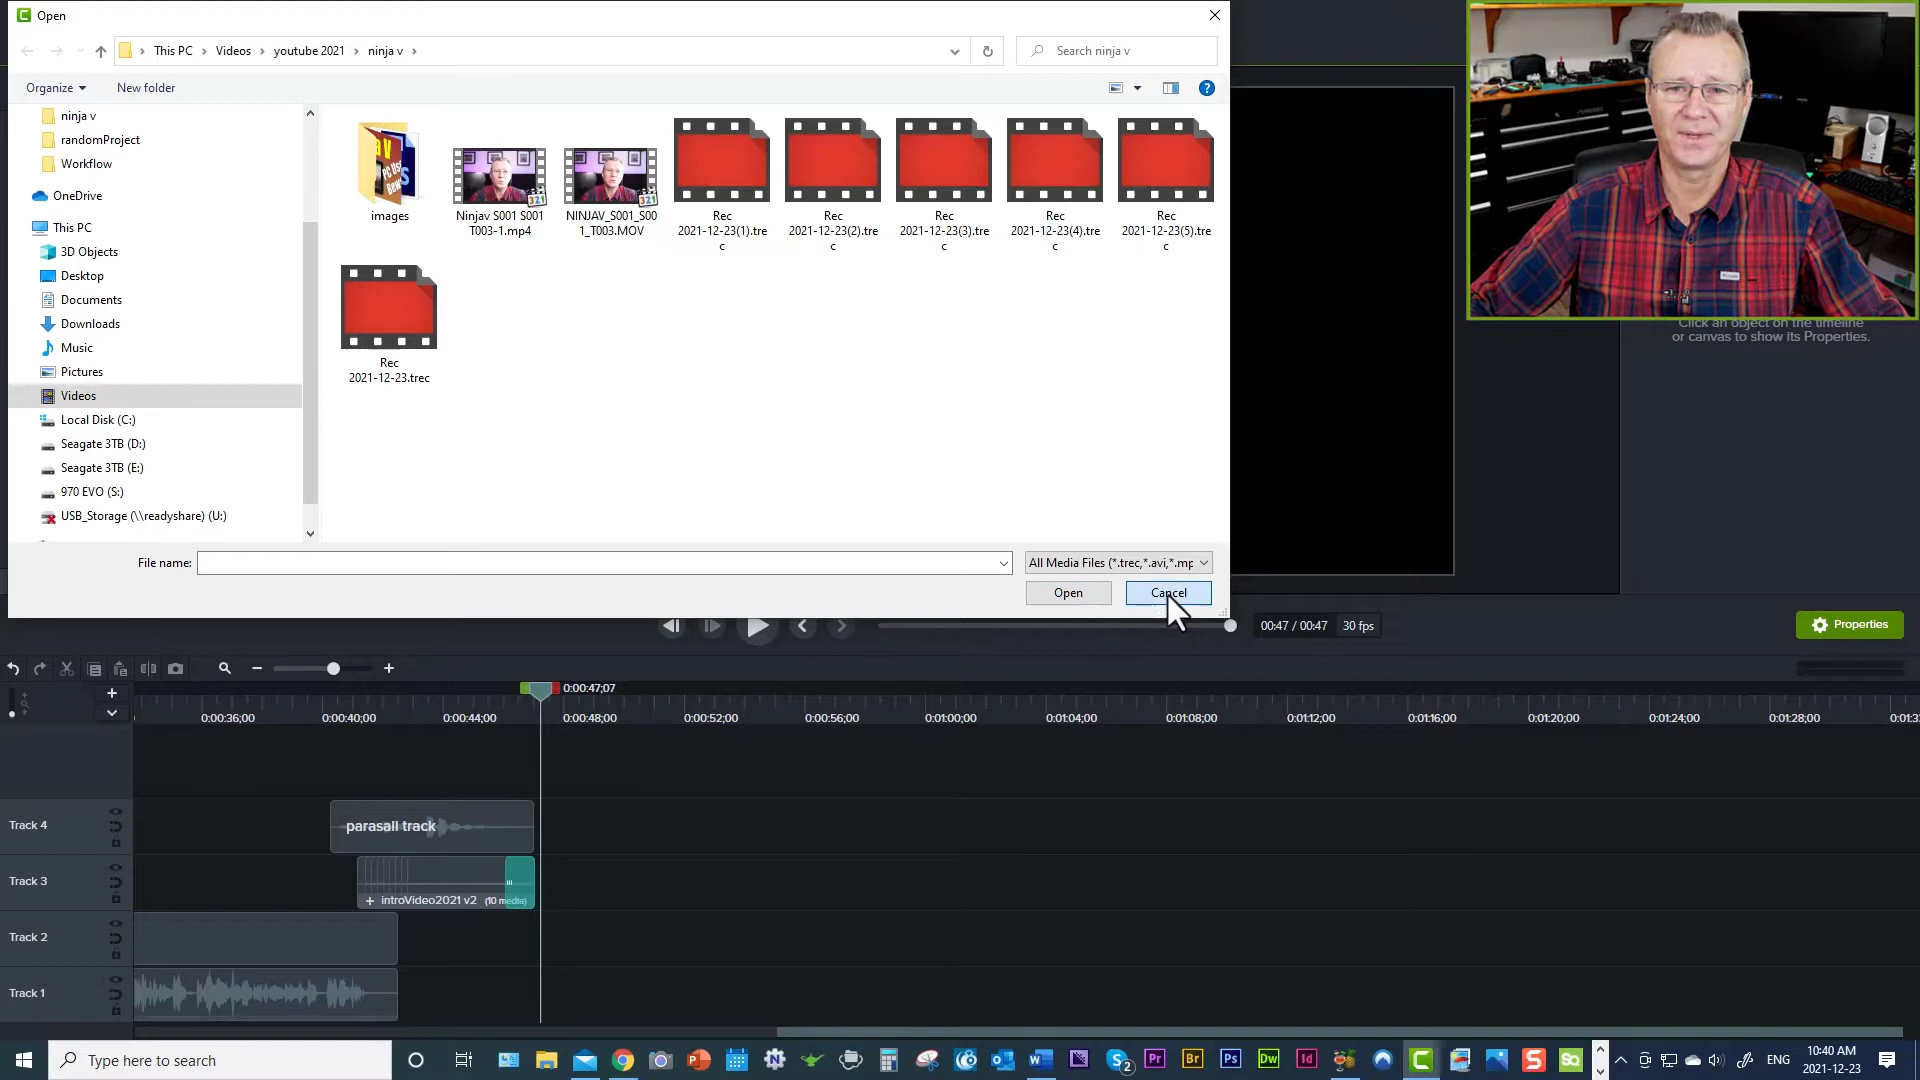 Open
This PC > Videos > youtube 2021 > ninja v >
Search ninja v
Organize
New folder
ninja v
randomProject
Workflow
OneDrive
This PC
3D Objects
Desktop
Documents
Downloads
Music
Pictures
Videos
Local Disk (C:)
Seagate 3TB (D:)
Seagate 3TB (E:)
970 EVO (S:)
USB_Storage (\\readyshare) (U:)
images
Ninjav S001 S001
T003-1.mp4
NINJAV_S001_S00
1_T003.MOV
Rec
2021-12-23(1).tre
c
Rec
2021-12-23(2).tre
c
Rec
2021-12-23(3).tre
c
Rec
2021-12-23(4).tre
c
Rec
2021-12-23(5).tre
c
Rec
2021-12-23.trec
File name:
All Media Files (*.trec,*.avi,*.mp
Open
Cancel
Click an object on the timeline
or canvas to show its Properties.
00:47 / 00:47
30 fps
Properties
0:00:47;07
0:00:36;00
0:00:40;00
0:00:44;00
0:00:48;00
0:00:52;00
0:00:56;00
0:01:00;00
0:01:04;00
0:01:08;00
0:01:12;00
0:01:16;00
0:01:20;00
0:01:24;00
0:01:28;00
0:01:3
Track 4
parasall track
Track 3
+ introVideo2021 v2 (10 media)
Track 2
Track 1
Type here to search
ENG
10:40 AM
2021-12-23